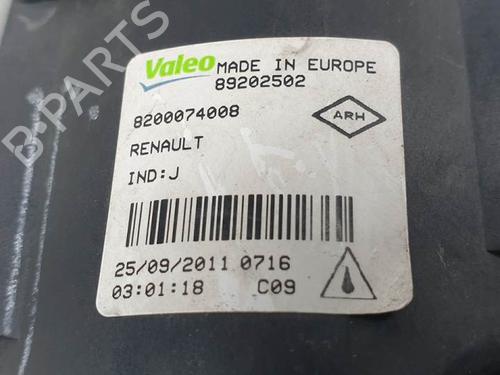 Valeo MADE IN EUROPE
89202502
8200074008
ARH
RENAULT
IND:J
25/09/2011 0716
03:01:18 C09
B-PARTS